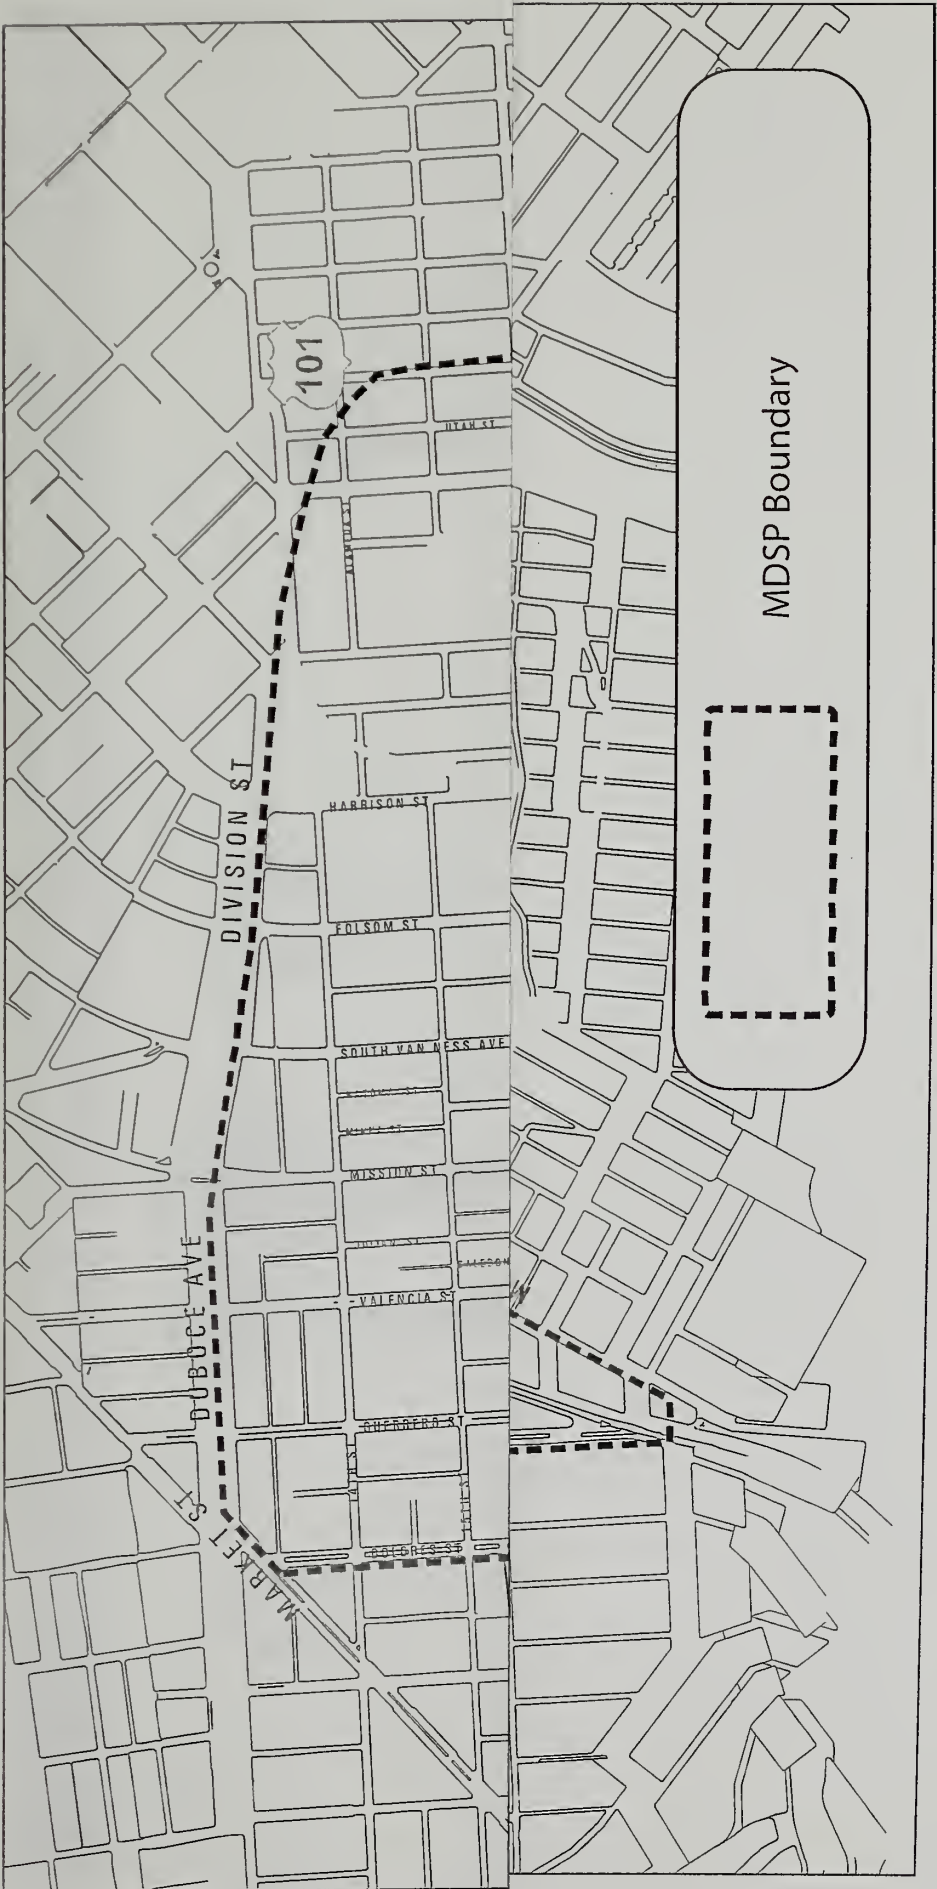 MARKET ST
DOLORES ST
DUBOCE AVE
GUERRERO ST
VALENCIA ST
MISSION ST
SOUTH VAN NESS AVE
FOLSOM ST
DIVISION ST
HARRISON ST
UTAH ST
101
MDSP Boundary